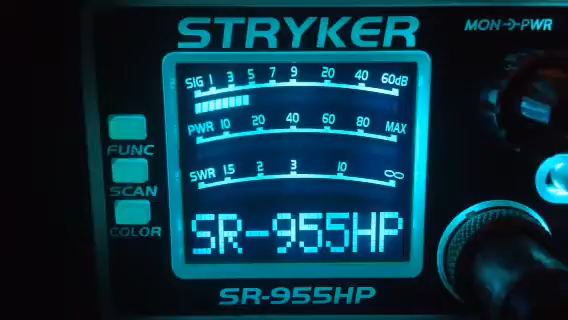 STRYKER
MON PWR
SIG 1 3 5 7 9 20 40 60dB
PWR 10 20 40 60 80 MAX
FUNC
SWR 1.5 2 3 10 ∞
SCAN
COLOR
SR-955HP
SR-955HP